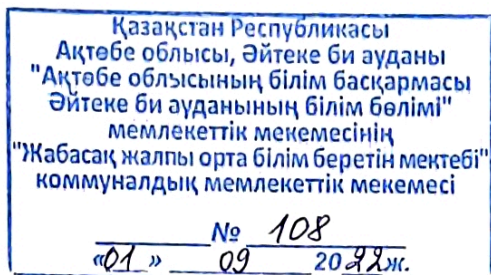 Қазақстан Республикасы
Ақтөбе облысы, Әйтеке би ауданы
"Ақтөбе облысының білім басқармасы
Әйтеке би ауданының білім бөлімі"
мемлекеттік мекемесінің
"Жабасақ жалпы орта білім беретін мектебі"
коммуналдық мемлекеттік мекемесі
№ 108
«01» 09 2022ж.